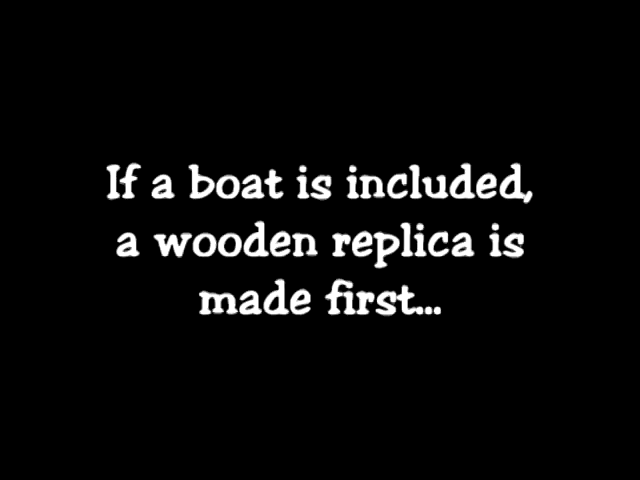 If a boat is included,
a wooden replica is
made first...